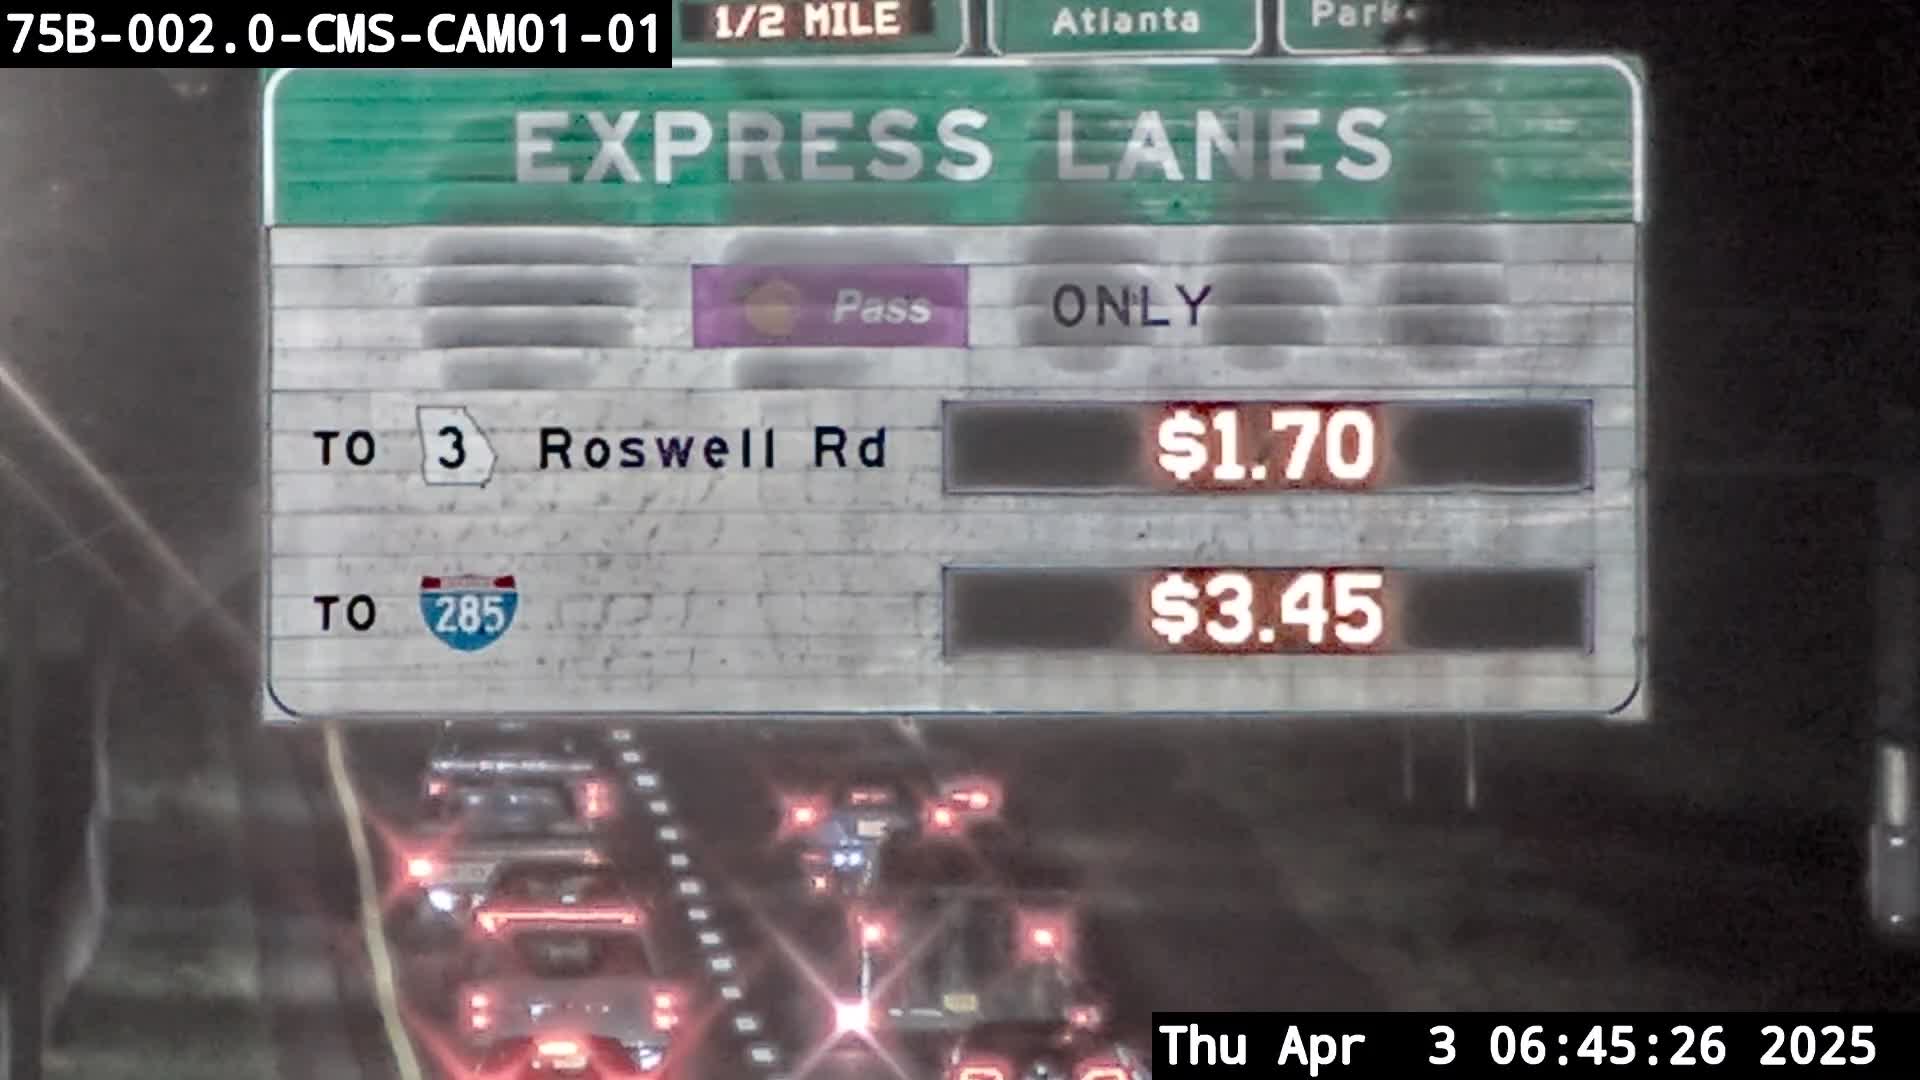 75B-002.0-CMS-CAM01-01
1/2 MILE
Atlanta
EXPRESS LANES
Pass ONLY
TO 3 Roswell Rd $1.70
TO 285 $3.45
Thu Apr 3 06:45:26 2025